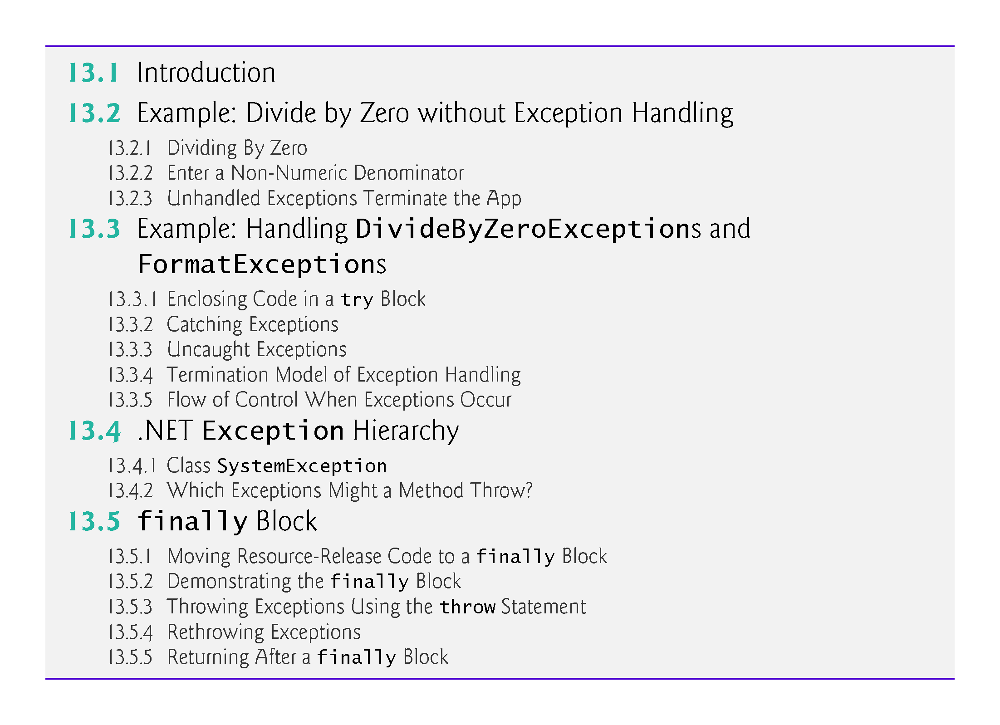 13.1 Introduction
13.2 Example: Divide by Zero without Exception Handling
13.2.1 Dividing By Zero
13.2.2 Enter a Non-Numeric Denominator
13.2.3 Unhandled Exceptions Terminate the App
13.3 Example: Handling DivideByZeroExceptions and
FormatExceptions
13.3.1 Enclosing Code in a try Block
13.3.2 Catching Exceptions
13.3.3 Uncaught Exceptions
13.3.4 Termination Model of Exception Handling
13.3.5 Flow of Control When Exceptions Occur
13.4 .NET Exception Hierarchy
13.4.1 Class SystemException
13.4.2 Which Exceptions Might a Method Throw?
13.5 finally Block
13.5.1 Moving Resource-Release Code to a finally Block
13.5.2 Demonstrating the finally Block
13.5.3 Throwing Exceptions Using the throw Statement
13.5.4 Rethrowing Exceptions
13.5.5 Returning After a finally Block